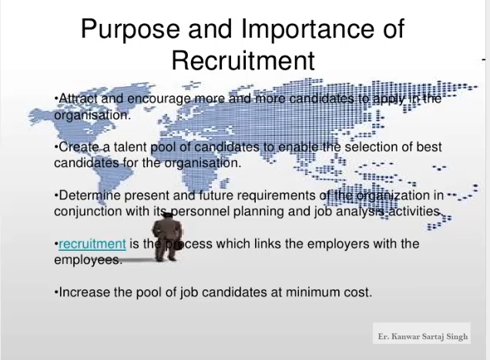 Purpose and Importance of
Recruitment
•Attract and encourage more and more candidates to apply in the
organisation.
•Create a talent pool of candidates to enable the selection of best
candidates for the organisation.
•Determine present and future requirements of the organization in
conjunction with its personnel planning and job analysis activities.
•recruitment is the process which links the employers with the
employees.
•Increase the pool of job candidates at minimum cost.
Er. Kanwar Sartaj Singh